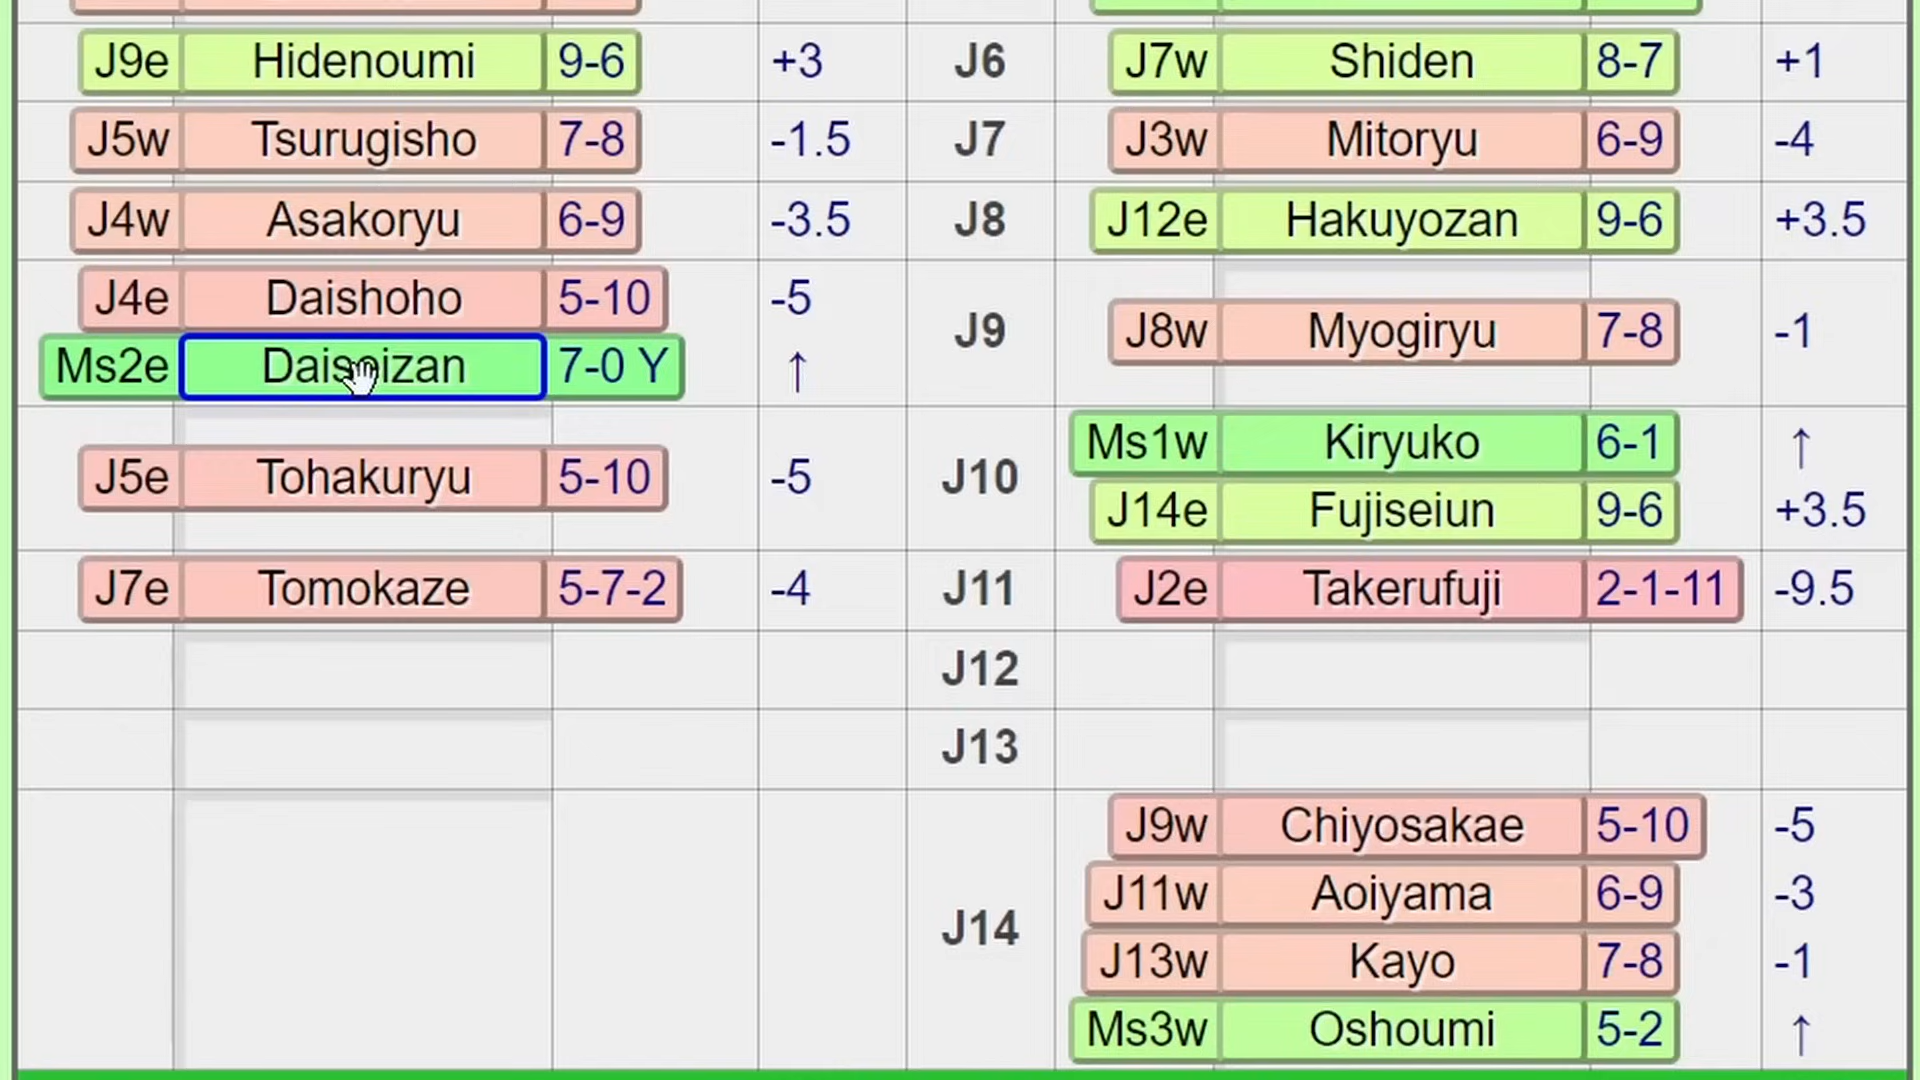 J9e Hidenoumi 9-6 +3 J6 J7w Shiden 8-7 +1
J5w Tsurugisho 7-8 -1.5 J7 J3w Mitoryu 6-9 -4
J4w Asakoryu 6-9 -3.5 J8 J12e Hakuyozan 9-6 +3.5
J4e Daishoho 5-10 -5 J9 J8w Myogiryu 7-8 -1
Ms2e 7-0 Y ↑
J5e Tohakuryu 5-10 -5 J10 Ms1w Kiryuko 6-1 ↑
J14e Fujiseiun 9-6 +3.5
J7e Tomokaze 5-7-2 -4 J11 J2e Takerufuji 2-1-11 -9.5
J12
J13
J14 J9w Chiyosakae 5-10 -5
J11w Aoiyama 6-9 -3
J13w Kayo 7-8 -1
Ms3w Oshoumi 5-2 ↑